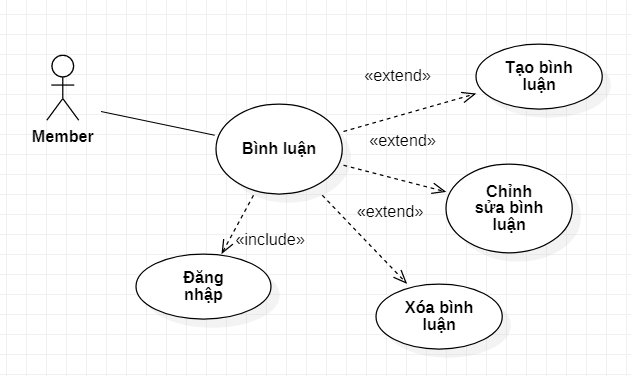 «extend»
Tạo bình
luận
Member
Bình luận
«extend»
Chỉnh
sửa bình
luận
«extend»
«include»
Đăng
nhập
Xóa bình
luận